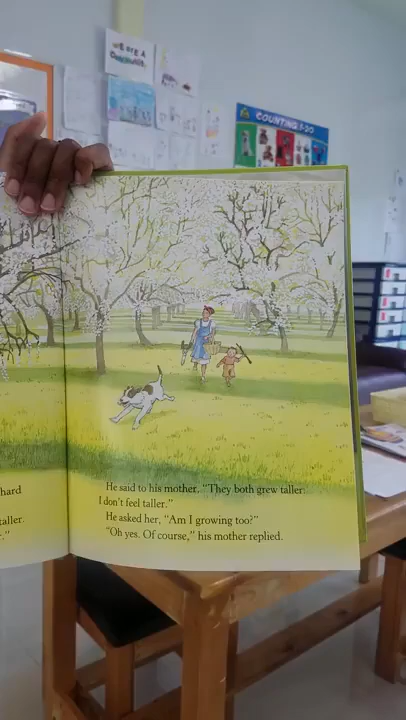 WE ARE A
COUNTING 1-20
hard
taller.
."
He said to his mother, "They both grew taller:
I don't feel taller."
He asked her, "Am I growing too?"
"Oh yes. Of course," his mother replied.